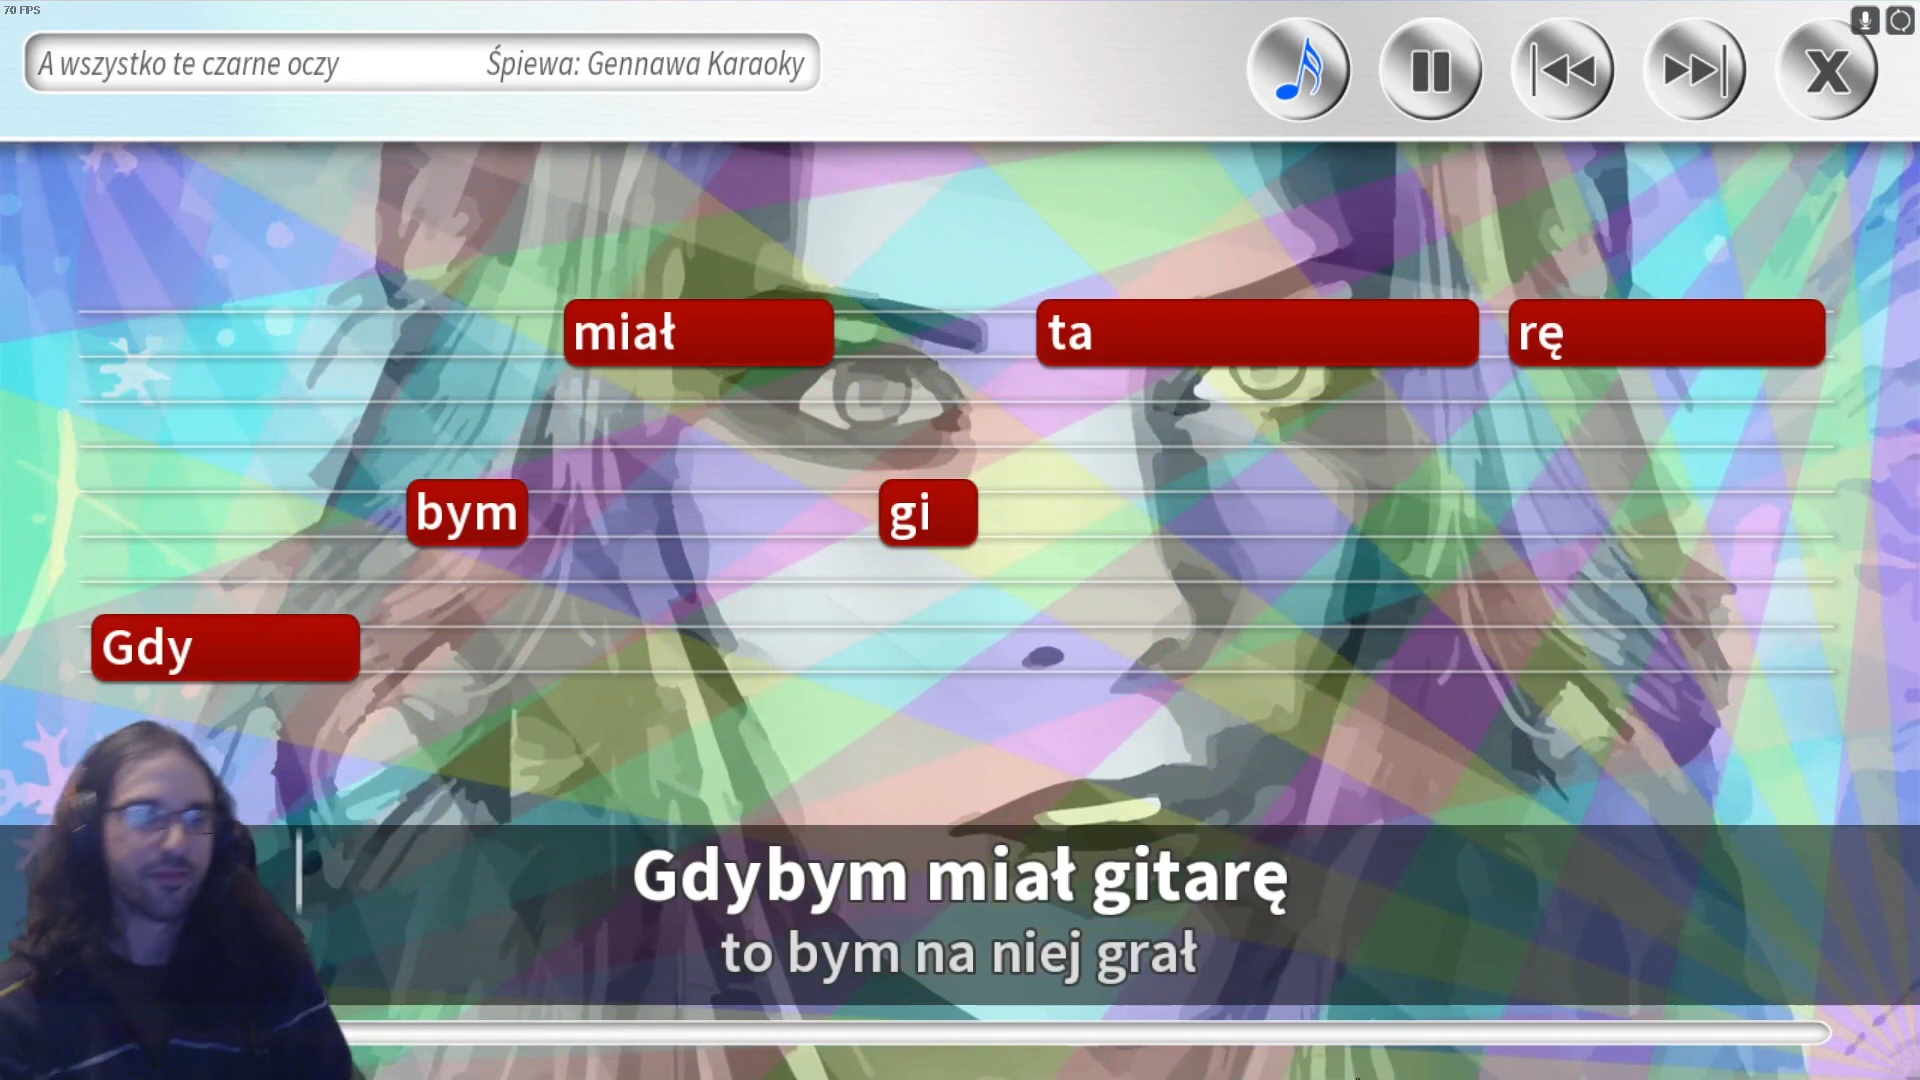 70 FPS
A wszystko te czarne oczy
Śpiewa: Gennawa Karaoky
X
miał
ta
rę
bym
gi
Gdy
Gdybym miał gitarę
to bym na niej grał